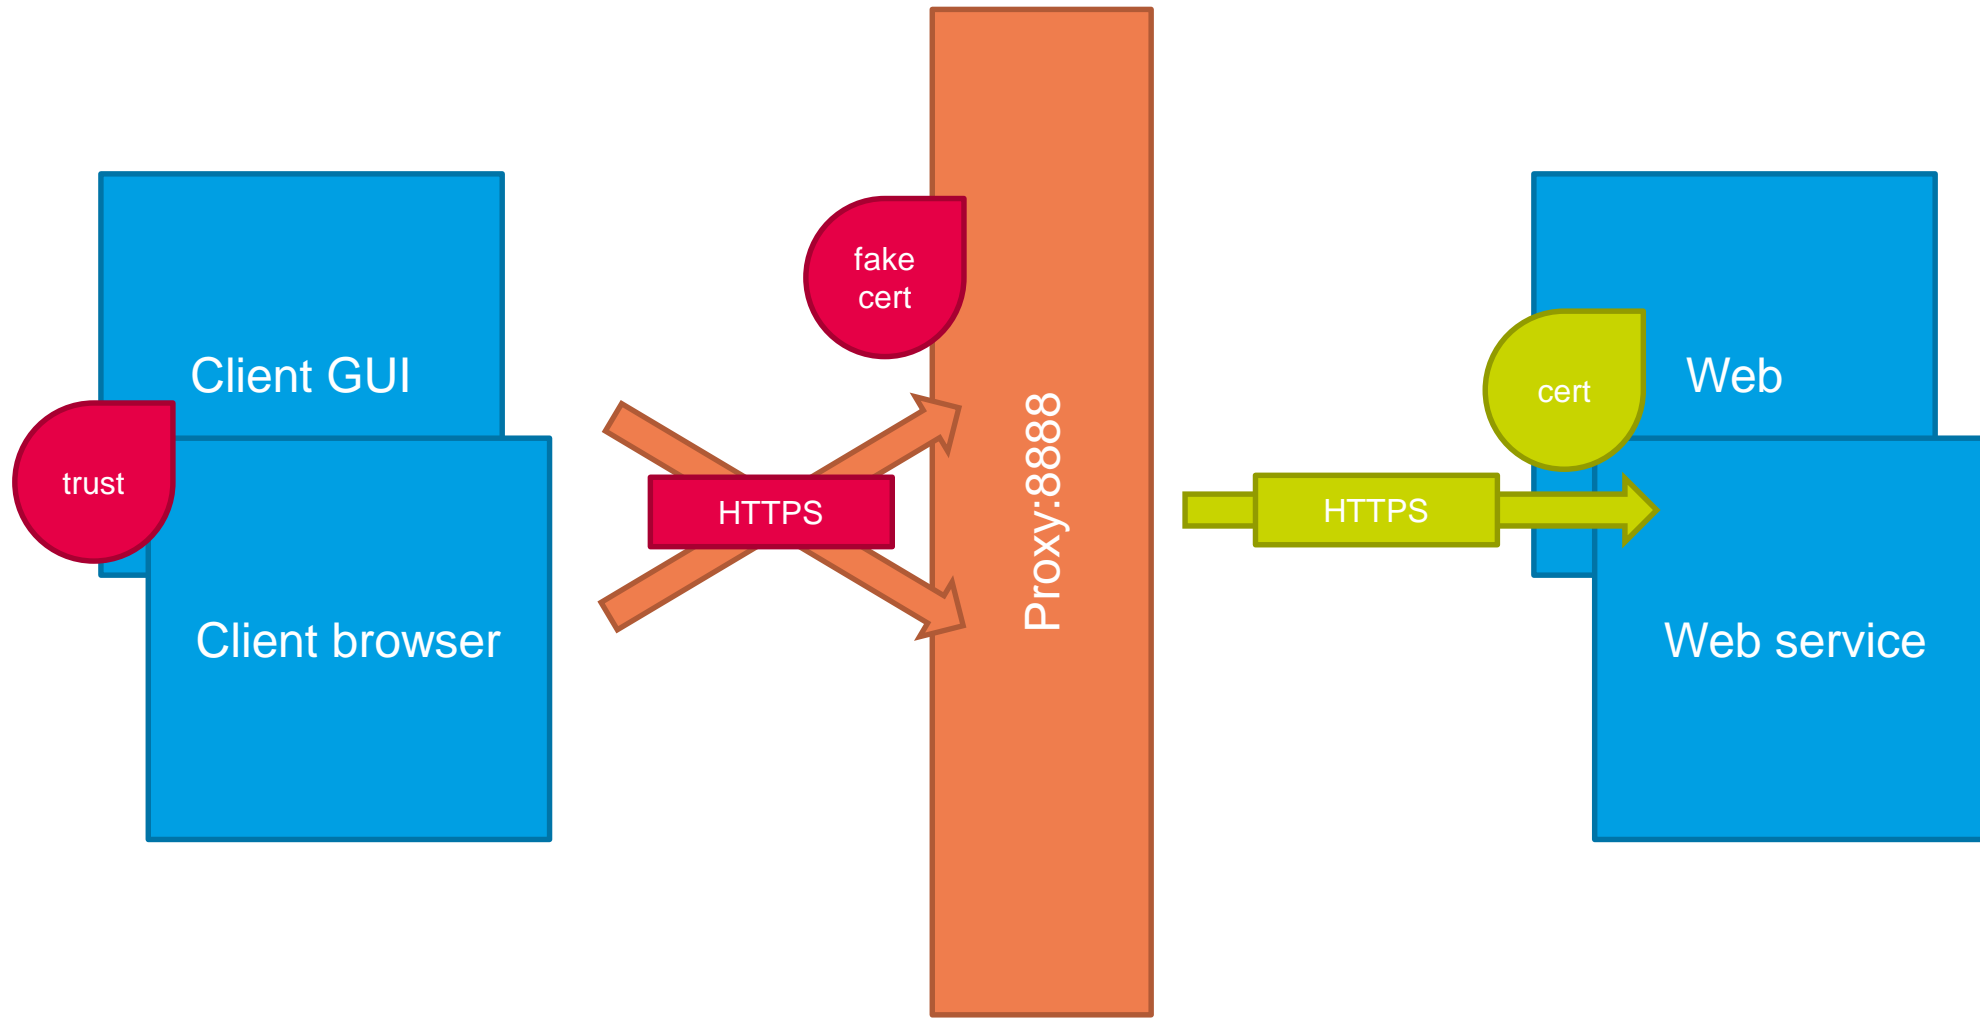 Client GUI
trust
Client browser
fake
cert
HTTPS
Proxy:8888
HTTPS
cert
Web
Web service